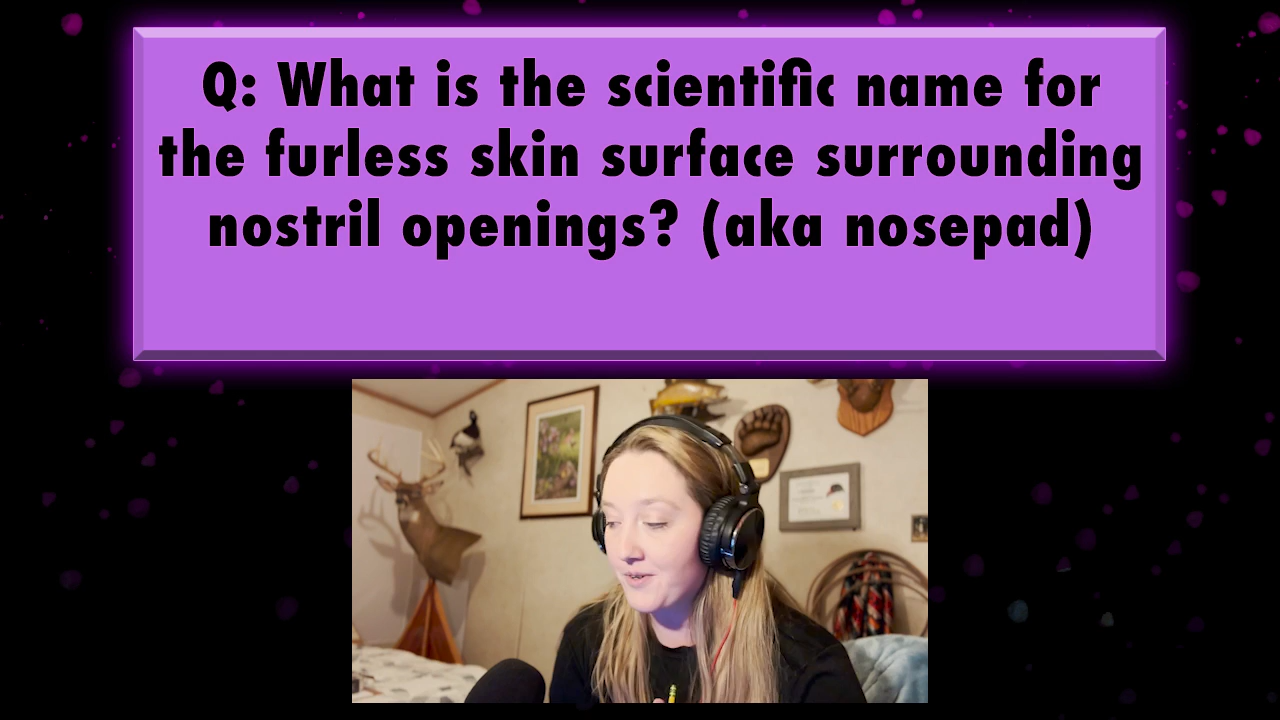 Q: What is the scientific name for
the furless skin surface surrounding
nostril openings? (aka nosepad)